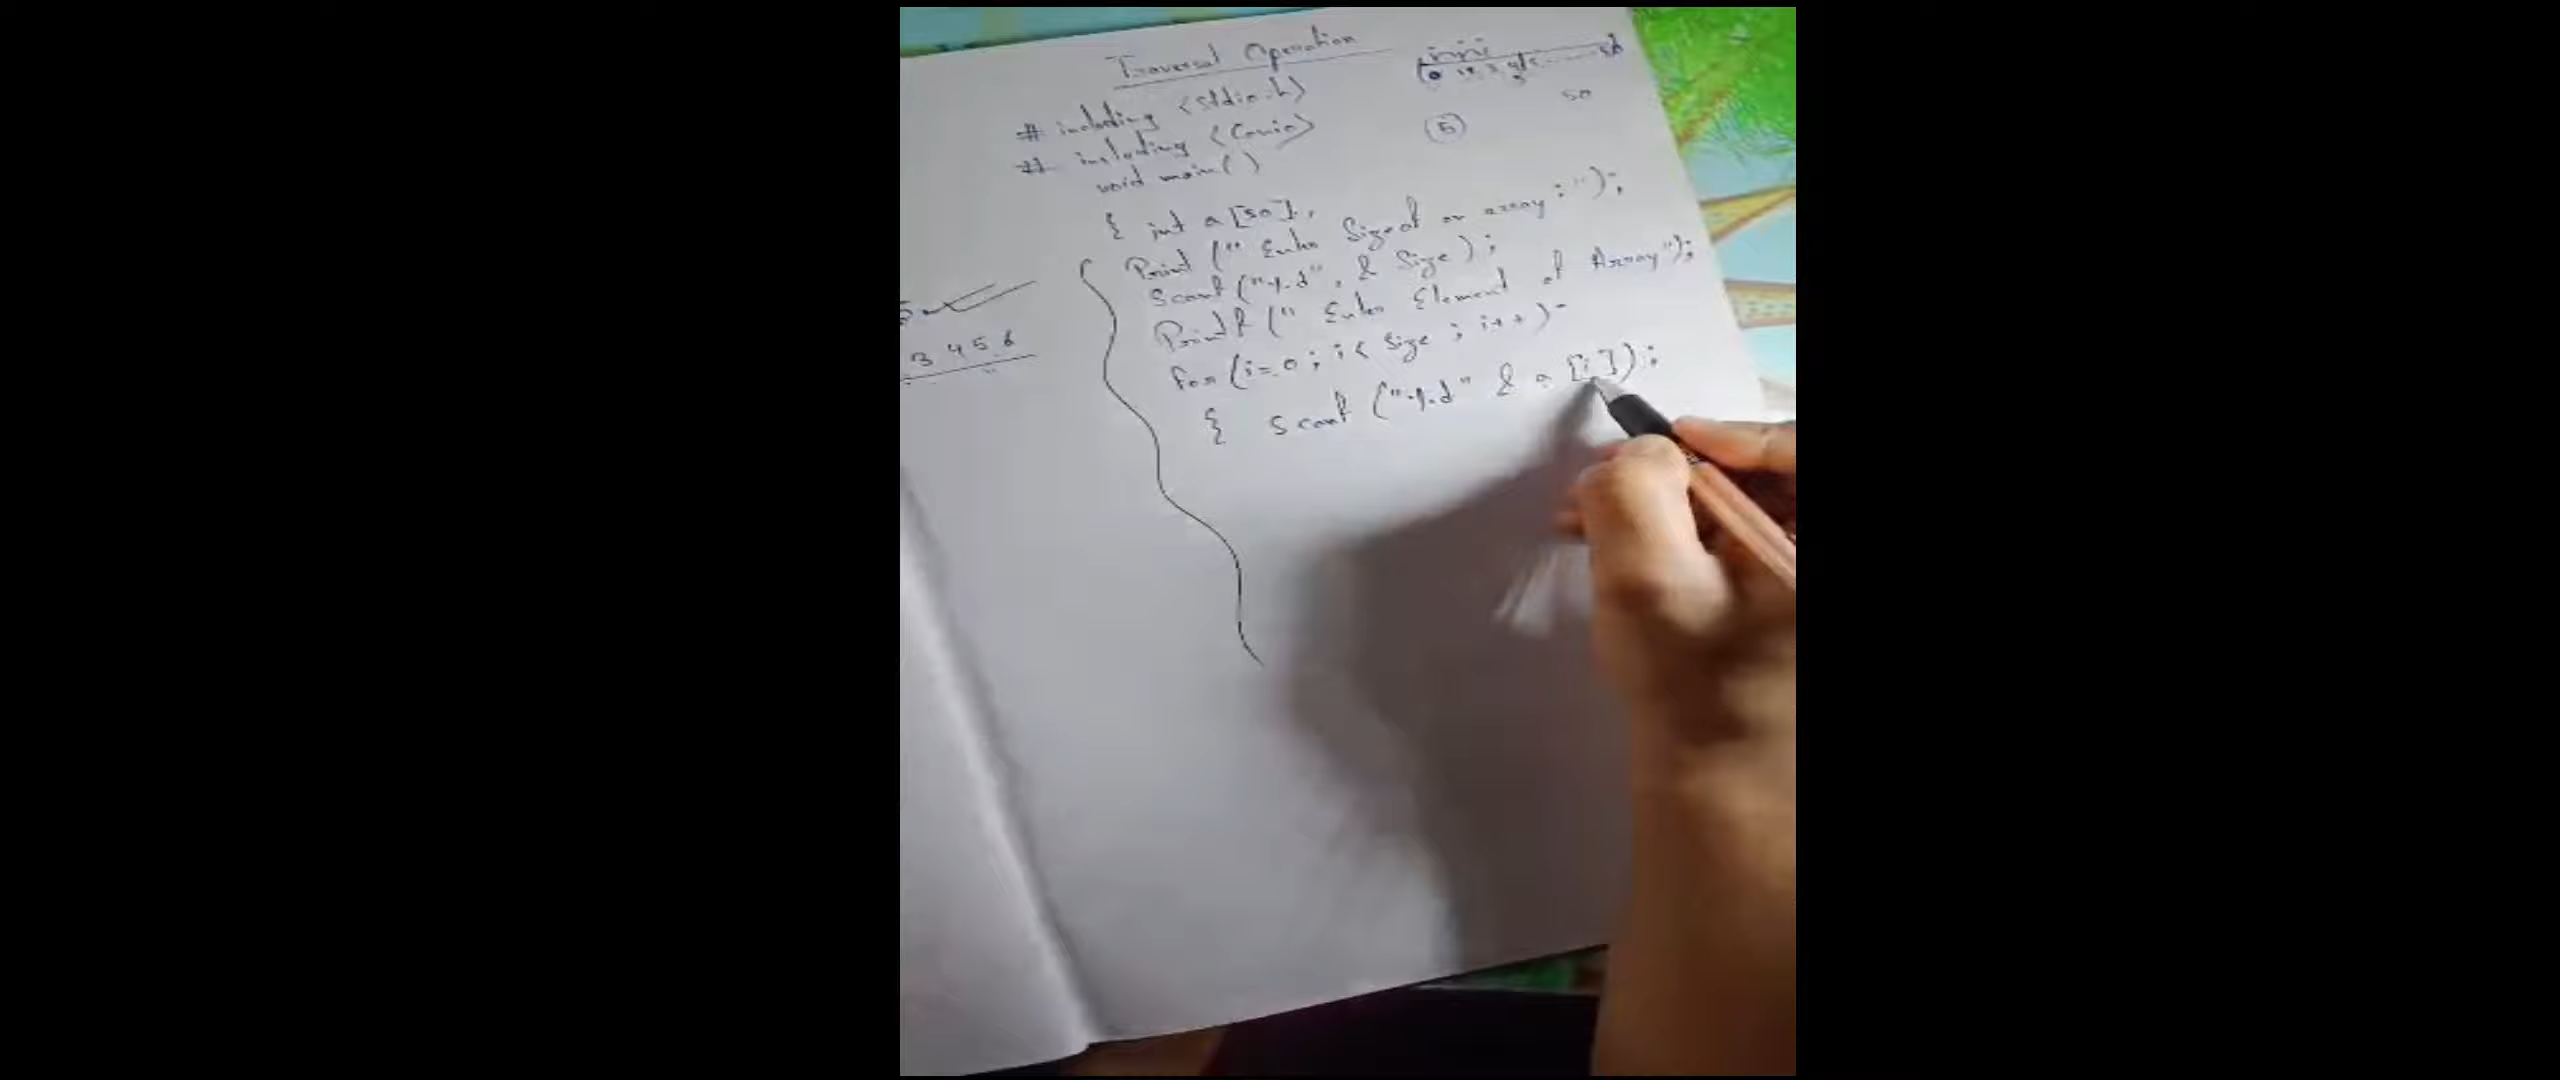 Traversal Operation
# including <stdio.h>
# including <Conio>
void main()
{ int a[50],
Print (" Enter Size of an array : ");
Scanf ("%d", & Size);
Printf (" Enter Element of Array");
for (i=0; i< Size ; i++)
{ Scanf ("%d" & a [i]);
50
5
3 4 5 6